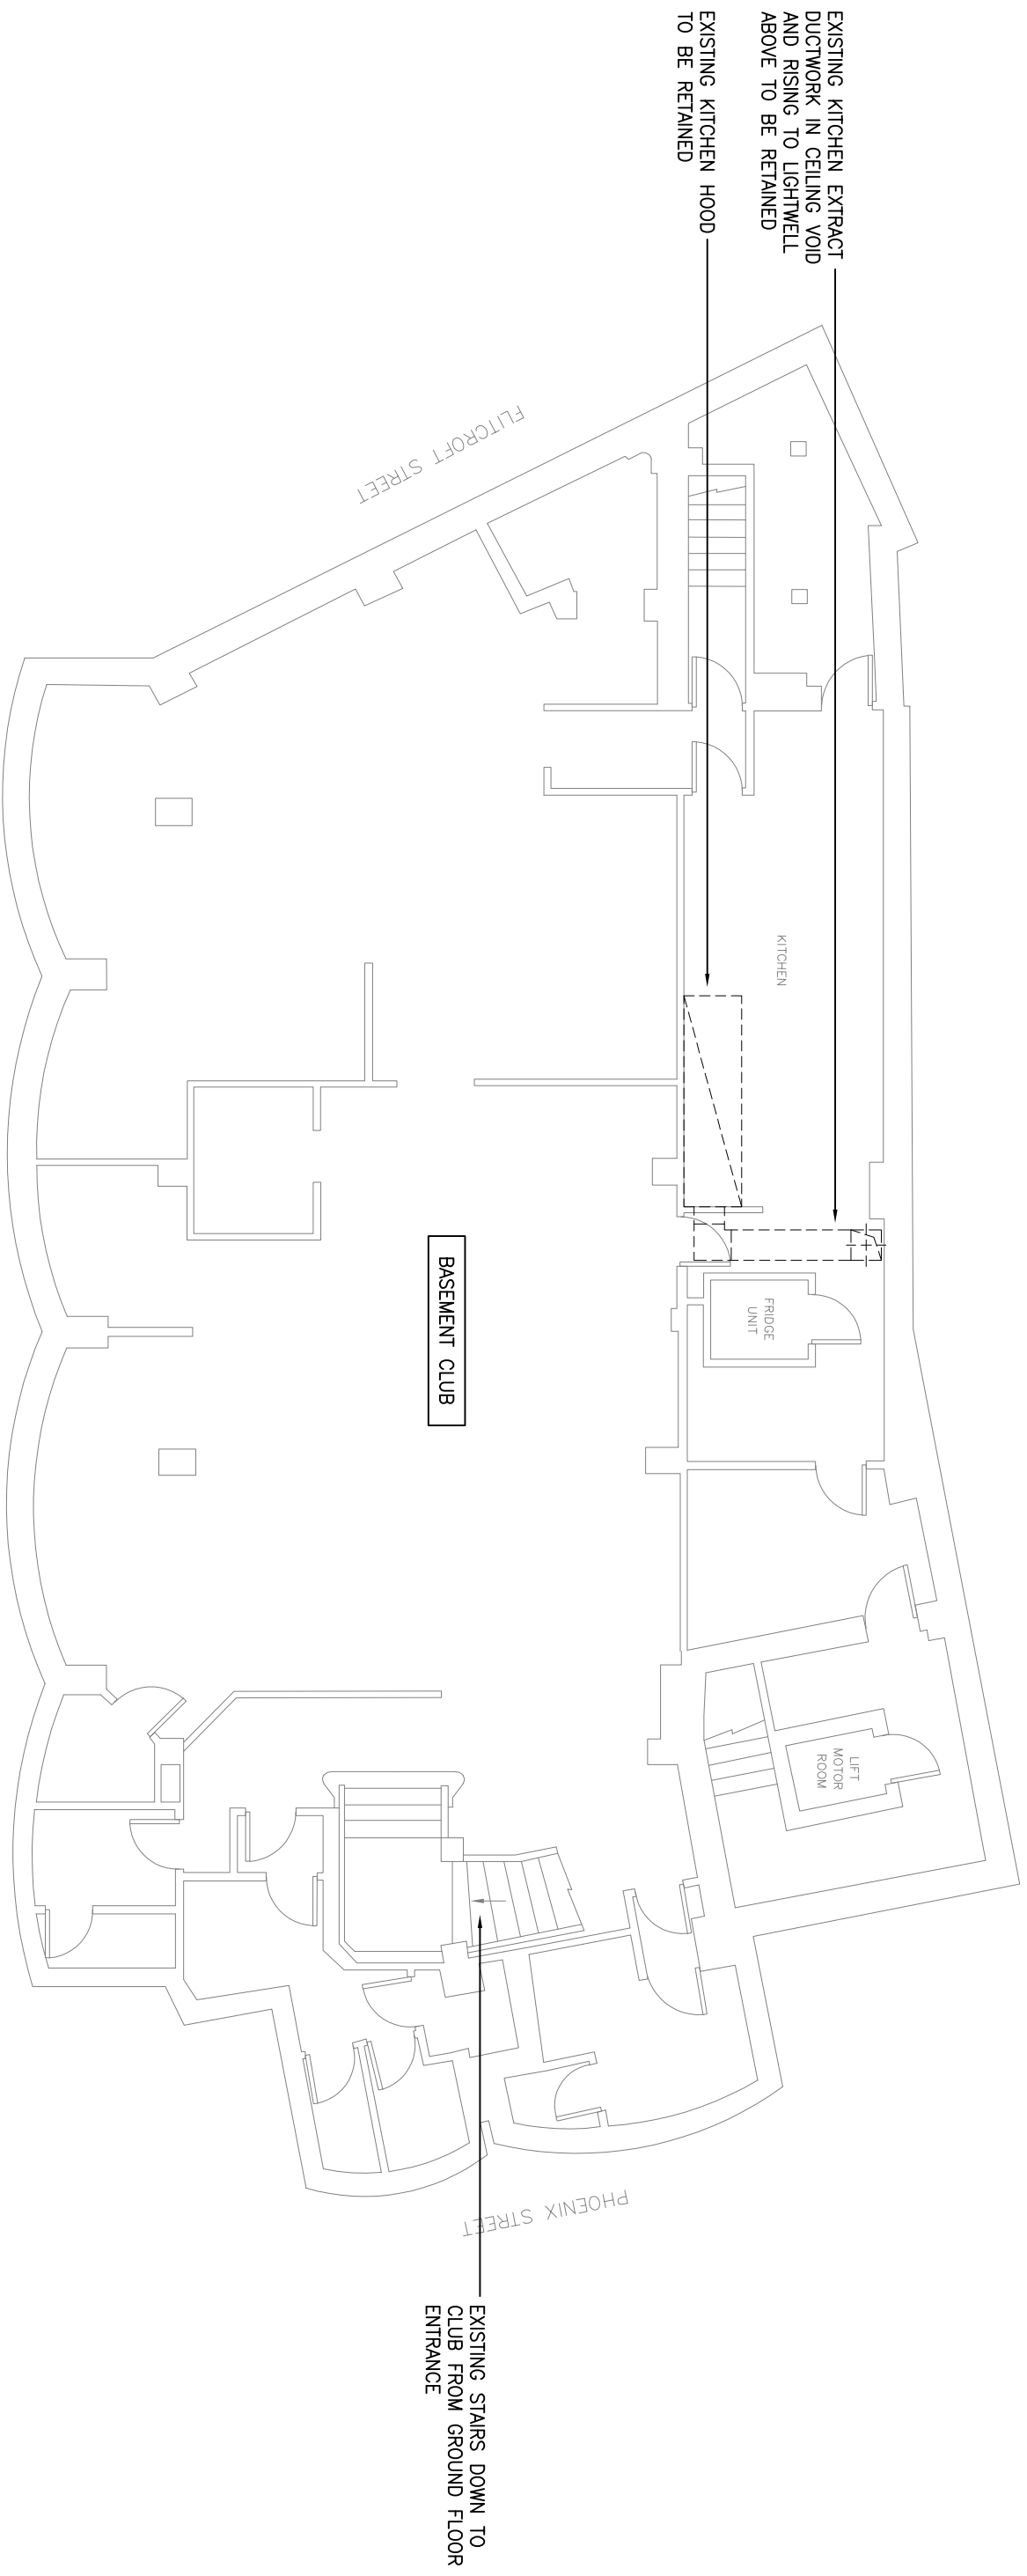 EXISTING KITCHEN EXTRACT
DUCTWORK IN CEILING VOID
AND RISING TO LIGHTWELL
ABOVE TO BE RETAINED
EXISTING KITCHEN HOOD
TO BE RETAINED
FLITCROFT STREET
KITCHEN
FRIDGE
UNIT
BASEMENT CLUB
LIFT
MOTOR
ROOM
PHOENIX STREET
EXISTING STAIRS DOWN TO
CLUB FROM GROUND FLOOR
ENTRANCE